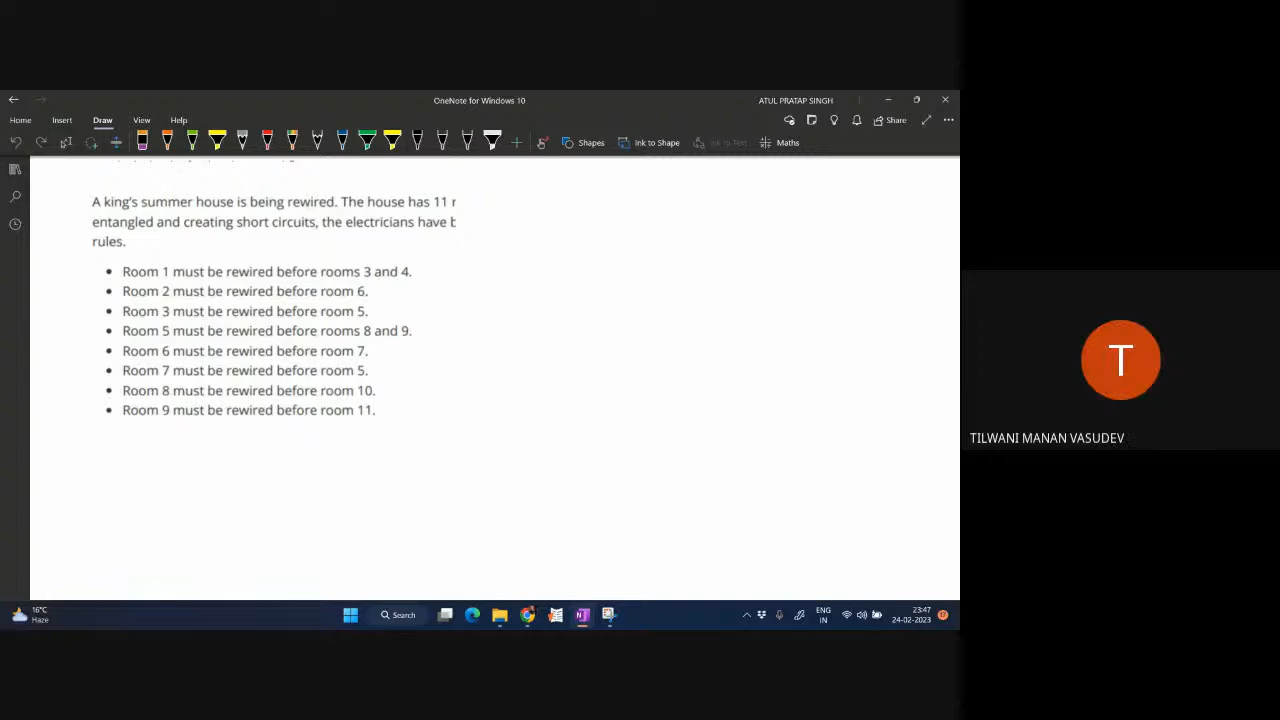 OneNote for Windows 10
ATUL PRATAP SINGH
Home Insert Draw View Help
Share
Shapes Ink to Shape Ink to Text Maths
A king's summer house is being rewired. The house has 11 r
entangled and creating short circuits, the electricians have b
rules.
• Room 1 must be rewired before rooms 3 and 4.
• Room 2 must be rewired before room 6.
• Room 3 must be rewired before room 5.
• Room 5 must be rewired before rooms 8 and 9.
• Room 6 must be rewired before room 7.
• Room 7 must be rewired before room 5.
• Room 8 must be rewired before room 10.
• Room 9 must be rewired before room 11.
T
TILWANI MANAN VASUDEV
16°C
Haze
Search
ENG
IN
23:47
24-02-2023